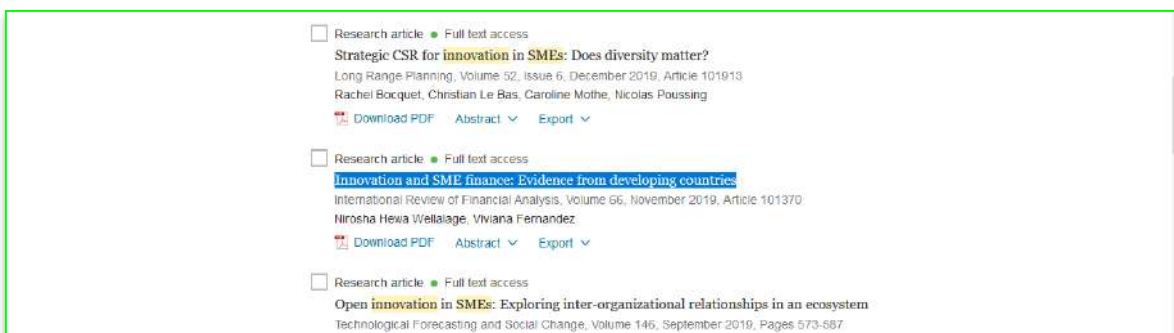 Research article ● Full text access
Strategic CSR for innovation in SMEs: Does diversity matter?
Long Range Planning, Volume 52, Issue 6, December 2019, Article 101913
Rachel Bocquet, Christian Le Bas, Caroline Mothe, Nicolas Poussing
Download PDF Abstract Export
Research article ● Full text access
Innovation and SME finance: Evidence from developing countries
International Review of Financial Analysis, Volume 66, November 2019, Article 101370
Nirosha Hewa Wellalage, Viviana Fernandez
Download PDF Abstract Export
Research article ● Full text access
Open innovation in SMEs: Exploring inter-organizational relationships in an ecosystem
Technological Forecasting and Social Change, Volume 146, September 2019, Pages 573-587